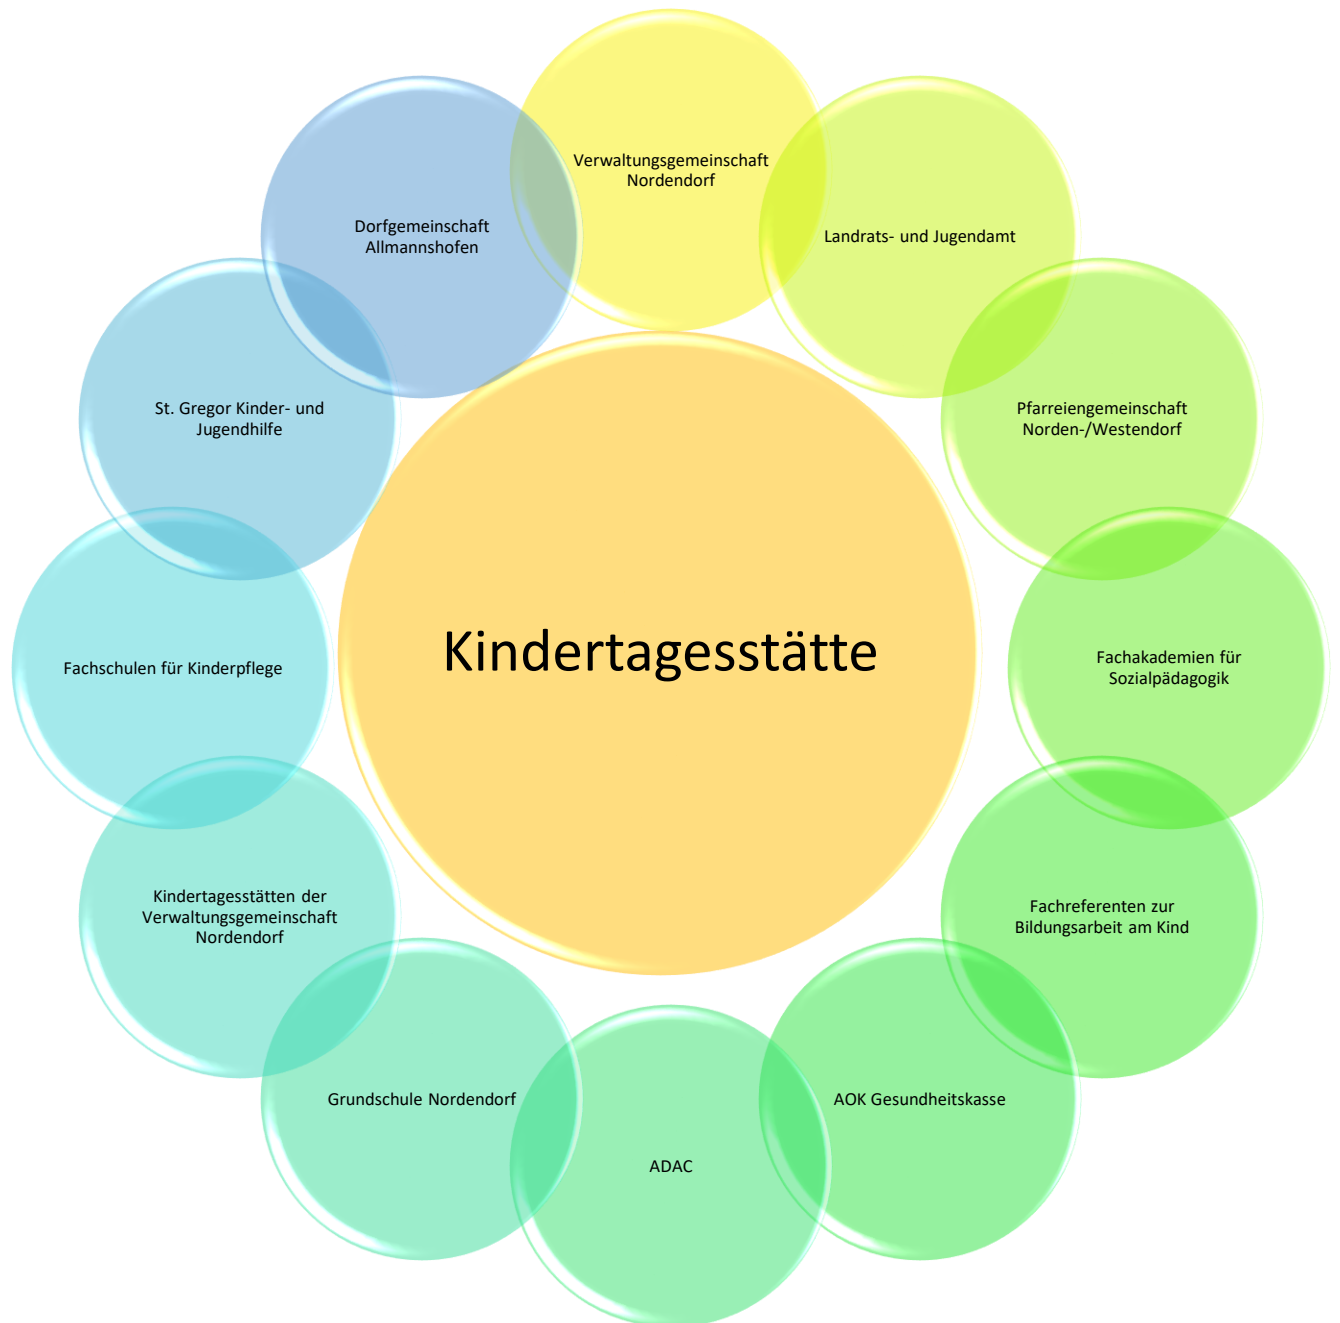 Verwaltungsgemeinschaft
Nordendorf
Landrats- und Jugendamt
Pfarreiengemeinschaft
Norden-/Westendorf
Fachakademien für
Sozialpädagogik
Fachreferenten zur
Bildungsarbeit am Kind
AOK Gesundheitskasse
ADAC
Grundschule Nordendorf
Kindertagesstätten der
Verwaltungsgemeinschaft
Nordendorf
Fachschulen für Kinderpflege
St. Gregor Kinder- und
Jugendhilfe
Dorfgemeinschaft
Allmannshofen
Kindertagesstätte